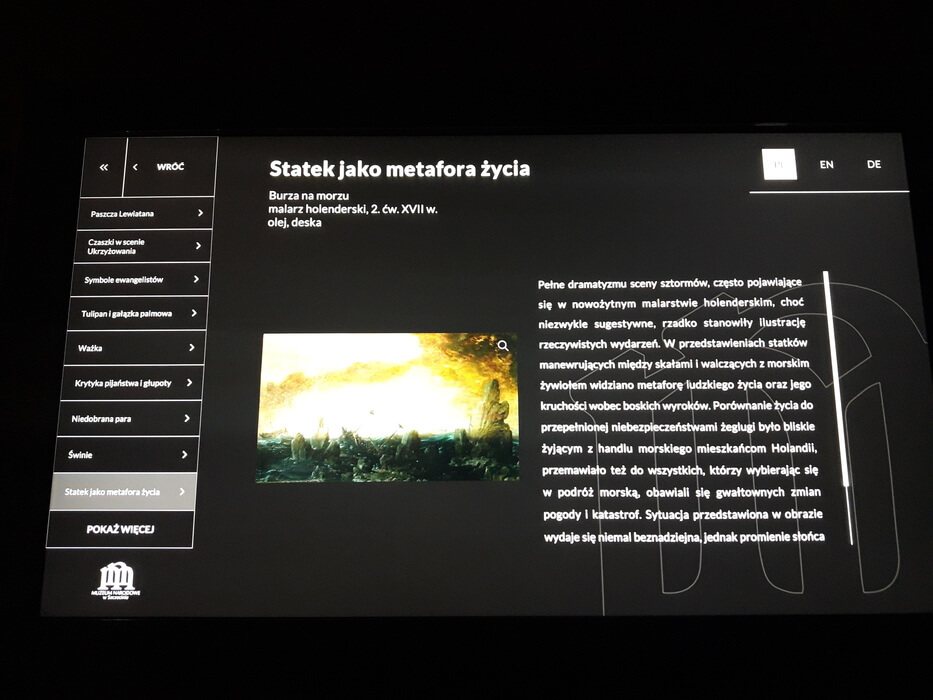 WRÓĆ
Paszcza Lewiatana
Czaszki w scenie
Ukrzyżowania
Symbole ewangelistów
Tulipan i gałązka palmowa
Ważka
Krytyka pijaństwa i głupoty
Niedobrana para
Świnie
Statek jako metafora życia
POKAŻ WIĘCEJ
MUZEUM NARODOWE
w Szczecinie
Statek jako metafora życia
Burza na morzu
malarz holenderski, 2. ćw. XVII w.
olej, deska
PL
EN
DE
Pełne dramatyzmu sceny sztormów, często pojawiające
się w nowożytnym malarstwie holenderskim, choć
niezwykle sugestywne, rzadko stanowiły ilustrację
rzeczywistych wydarzeń. W przedstawieniach statków
manewrujących między skałami i walczących z morskim
żywiołem widziano metaforę ludzkiego życia oraz jego
kruchości wobec boskich wyroków. Porównanie życia do
przepełnionej niebezpieczeństwami żeglugi było bliskie
żyjącym z handlu morskiego mieszkańcom Holandii,
przemawiało też do wszystkich, którzy wybierając się
w podróż morską, obawiali się gwałtownych zmian
pogody i katastrof. Sytuacja przedstawiona w obrazie
wydaje się niemal beznadziejna, jednak promienie słońca